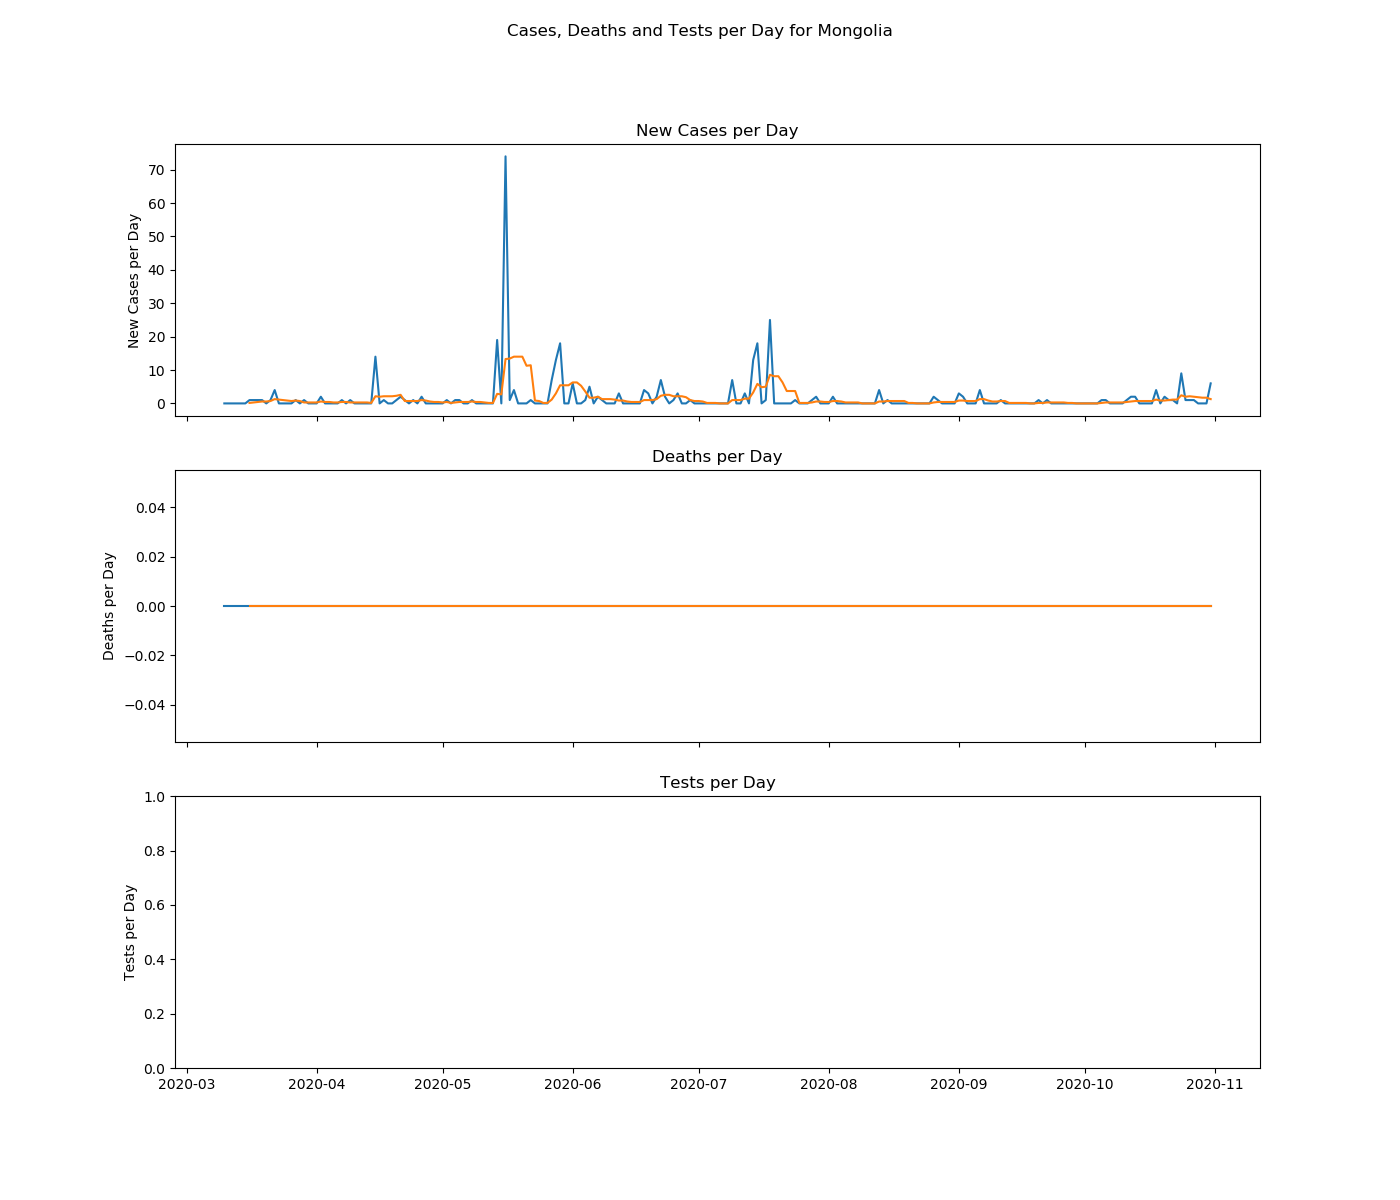 Cases, Deaths and Tests per Day for Mongolia
New Cases per Day
New Cases per Day
70
60
50
40
30
20
10
0
Deaths per Day
Deaths per Day
0.04
0.02
0.00
−0.02
−0.04
Tests per Day
Tests per Day
1.0
0.8
0.6
0.4
0.2
0.0
2020-03 2020-04 2020-05 2020-06 2020-07 2020-08 2020-09 2020-10 2020-11